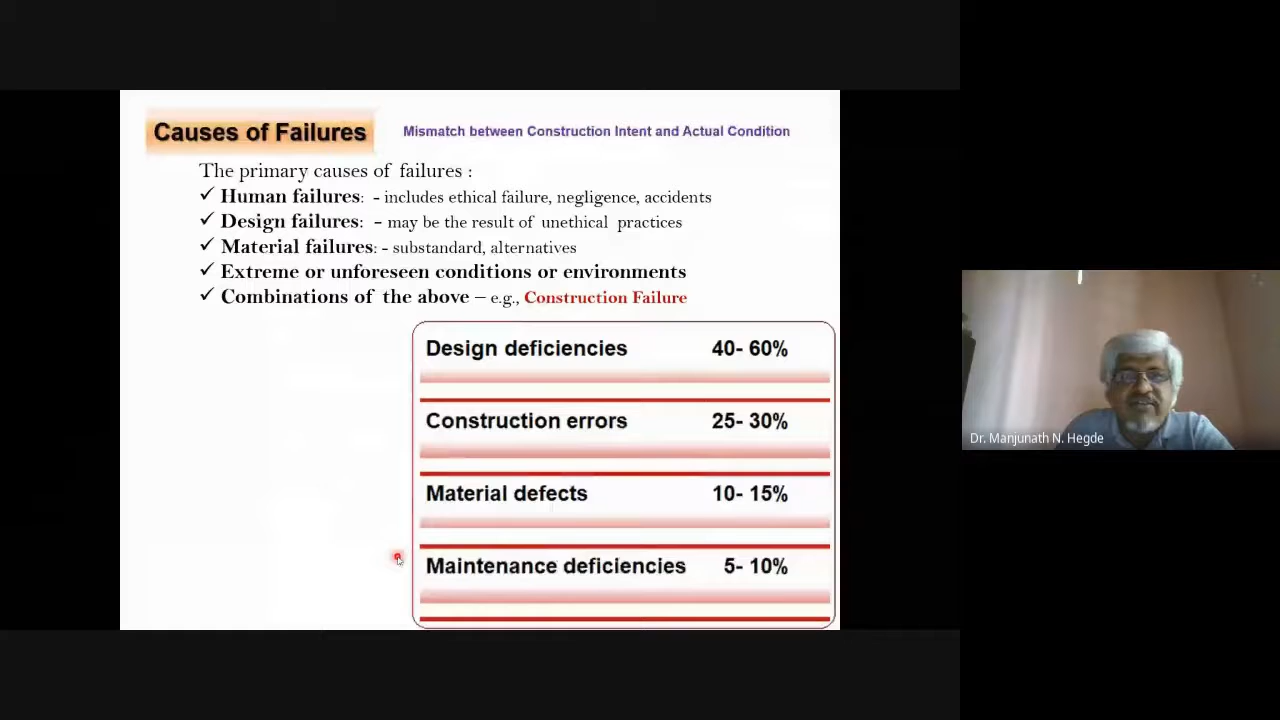 Causes of Failures
Mismatch between Construction Intent and Actual Condition
The primary causes of failures :
✓ Human failures: - includes ethical failure, negligence, accidents
✓ Design failures: - may be the result of unethical practices
✓ Material failures: - substandard, alternatives
✓ Extreme or unforeseen conditions or environments
✓ Combinations of the above – e.g., Construction Failure
Design deficiencies 40- 60%
Construction errors 25- 30%
Material defects 10- 15%
Maintenance deficiencies 5- 10%
Dr. Manjunath N. Hegde